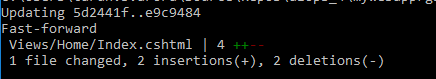 Updating 5d2441f..e9c9484
Fast-forward
Views/Home/Index.cshtml | 4 ++--
1 file changed, 2 insertions(+), 2 deletions(-)